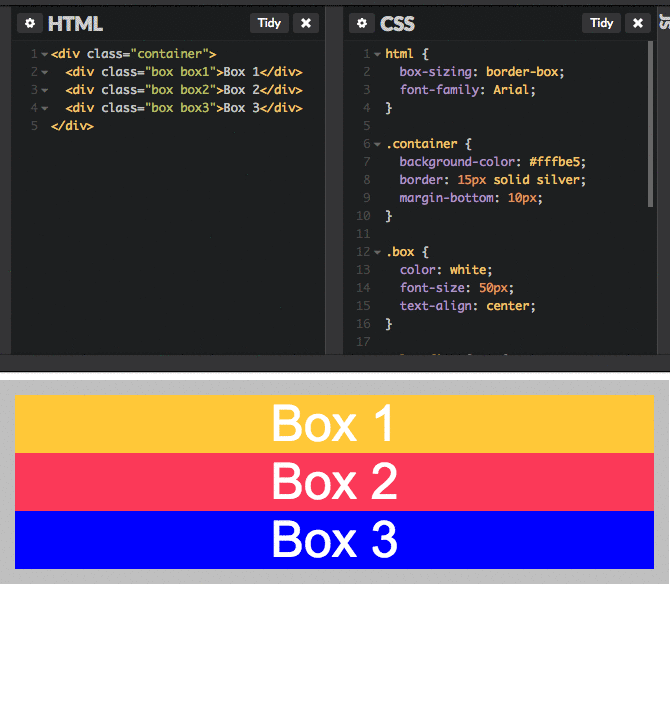 HTML
Tidy
1 <div class="container">
2 <div class="box box1">Box 1</div>
3 <div class="box box2">Box 2</div>
4 <div class="box box3">Box 3</div>
5 </div>
CSS
Tidy
1 html {
2 box-sizing: border-box;
3 font-family: Arial;
4 }
5
6 .container {
7 background-color: #fffbe5;
8 border: 15px solid silver;
9 margin-bottom: 10px;
10 }
11
12 .box {
13 color: white;
14 font-size: 50px;
15 text-align: center;
16 }
17
Box 1
Box 2
Box 3